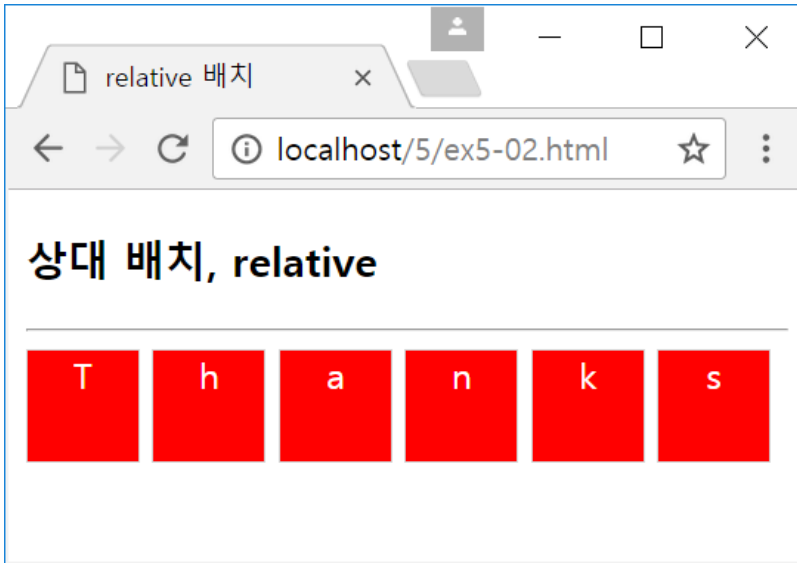 relative 배치
localhost/5/ex5-02.html
상대 배치, relative
T h a n k s